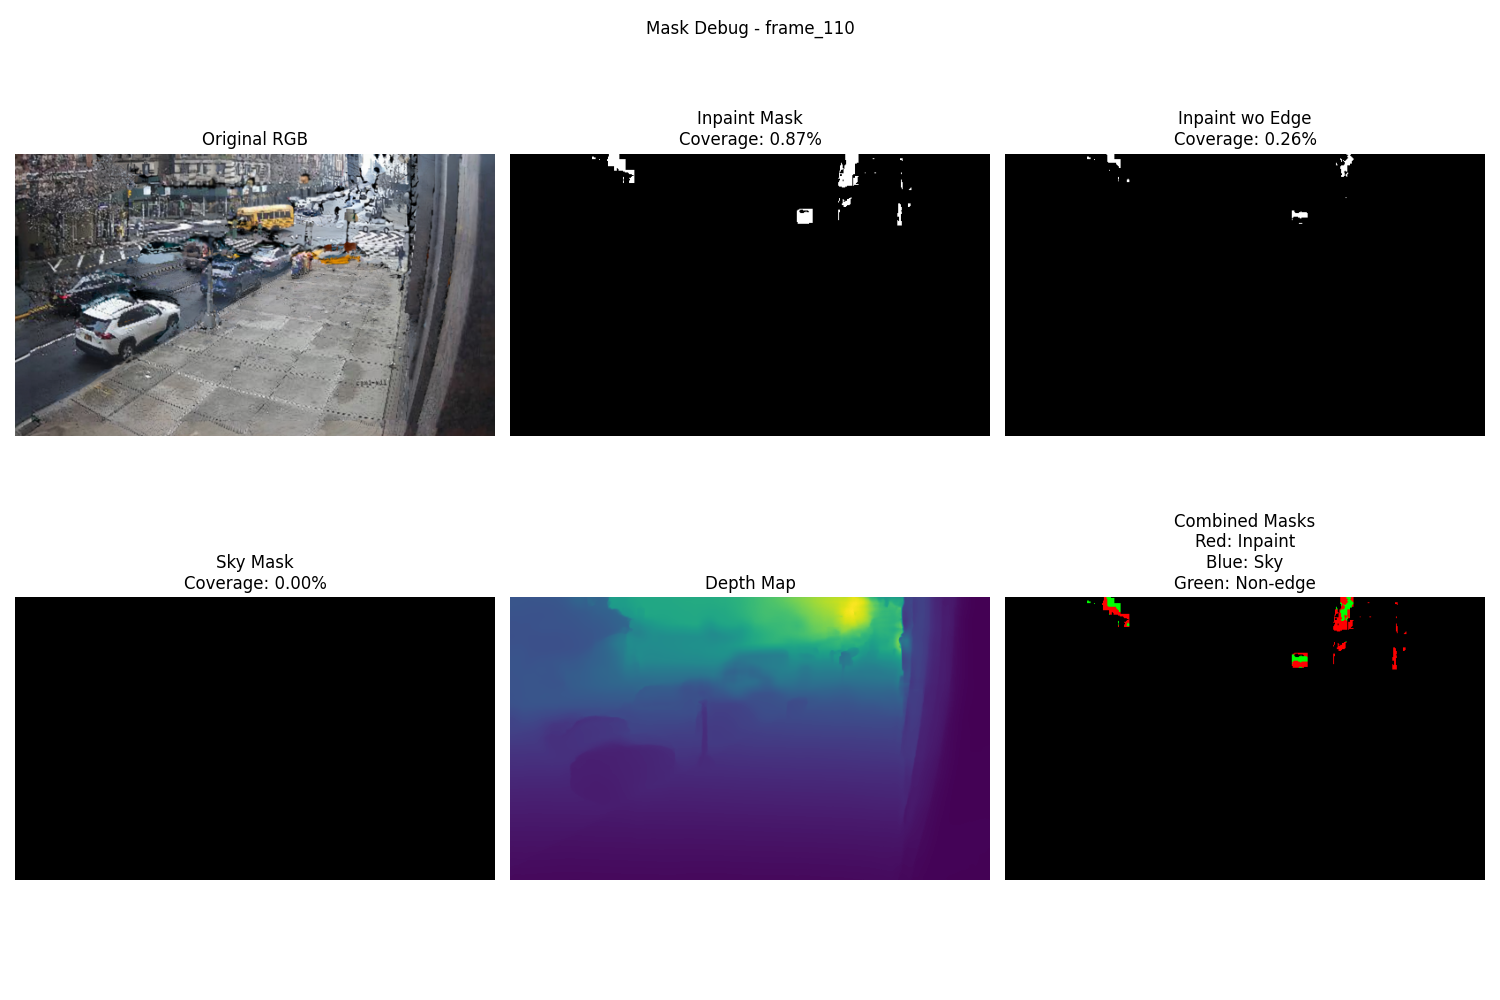 Mask Debug - frame_110
Original RGB
Inpaint Mask
Coverage: 0.87%
Inpaint wo Edge
Coverage: 0.26%
Sky Mask
Coverage: 0.00%
Depth Map
Combined Masks
Red: Inpaint
Blue: Sky
Green: Non-edge